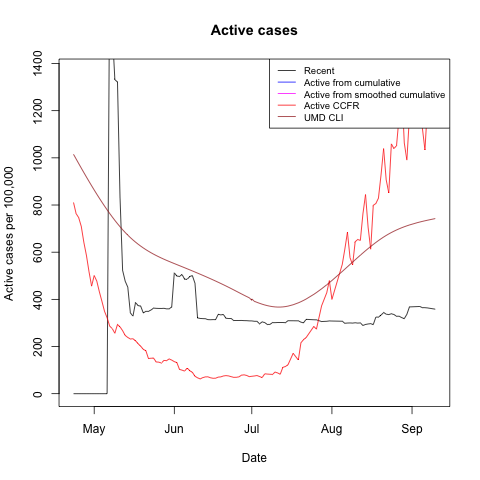 Active cases
Recent
Active from cumulative
Active from smoothed cumulative
Active CCFR
UMD CLI
Active cases per 100,000
1400
1200
1000
800
600
400
200
0
May Jun Jul Aug Sep
Date